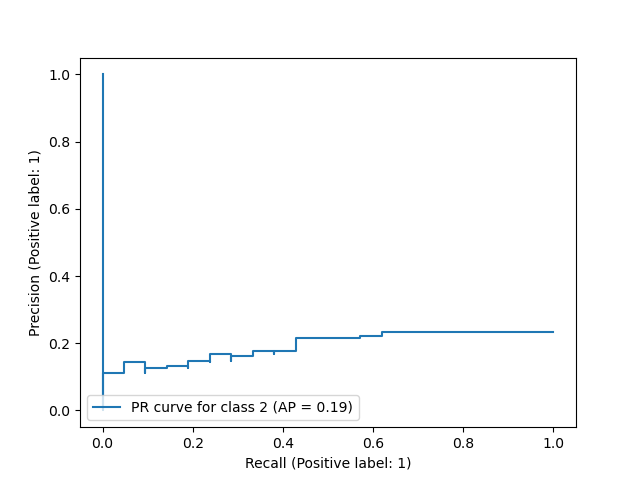 1.0
0.8
0.6
0.4
0.2
0.0
Precision (Positive label: 1)
PR curve for class 2 (AP = 0.19)
0.0 0.2 0.4 0.6 0.8 1.0
Recall (Positive label: 1)